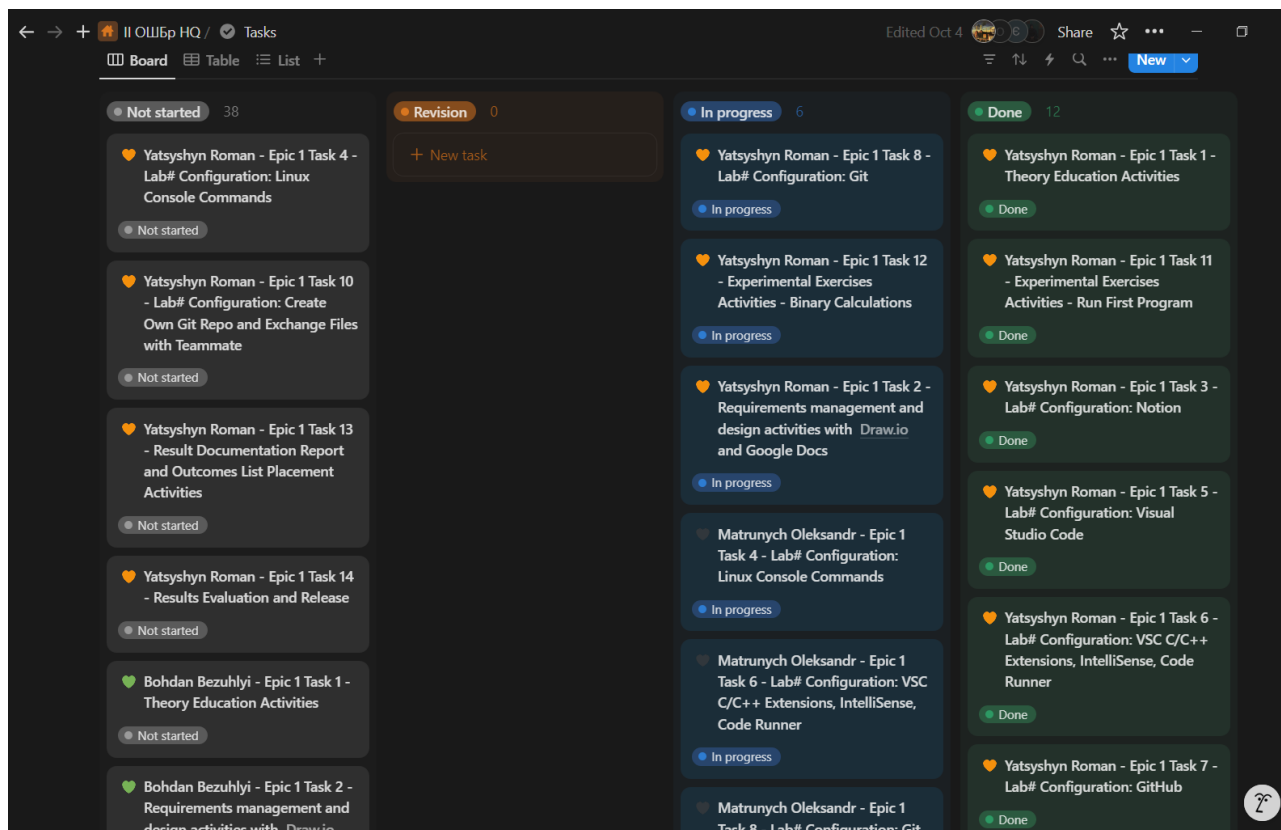 II ОШБр HQ / Tasks
Edited Oct 4
Share
Board
Table
List
New
Not started 38
Yatsyshyn Roman - Epic 1 Task 4 -
Lab# Configuration: Linux
Console Commands
Not started
Yatsyshyn Roman - Epic 1 Task 10
- Lab# Configuration: Create
Own Git Repo and Exchange Files
with Teammate
Not started
Yatsyshyn Roman - Epic 1 Task 13
- Result Documentation Report
and Outcomes List Placement
Activities
Not started
Yatsyshyn Roman - Epic 1 Task 14
- Results Evaluation and Release
Not started
Bohdan Bezuhlyi - Epic 1 Task 1 -
Theory Education Activities
Not started
Bohdan Bezuhlyi - Epic 1 Task 2 -
Requirements management and
design activities with Draw.io
Revision 0
+ New task
In progress 6
Yatsyshyn Roman - Epic 1 Task 8 -
Lab# Configuration: Git
In progress
Yatsyshyn Roman - Epic 1 Task 12
- Experimental Exercises
Activities - Binary Calculations
In progress
Yatsyshyn Roman - Epic 1 Task 2 -
Requirements management and
design activities with Draw.io
and Google Docs
In progress
Matrunych Oleksandr - Epic 1
Task 4 - Lab# Configuration:
Linux Console Commands
In progress
Matrunych Oleksandr - Epic 1
Task 6 - Lab# Configuration: VSC
C/C++ Extensions, IntelliSense,
Code Runner
In progress
Matrunych Oleksandr - Epic 1
Task 8 - Lab# Configuration: Git
Done 12
Yatsyshyn Roman - Epic 1 Task 1 -
Theory Education Activities
Done
Yatsyshyn Roman - Epic 1 Task 11
- Experimental Exercises
Activities - Run First Program
Done
Yatsyshyn Roman - Epic 1 Task 3 -
Lab# Configuration: Notion
Done
Yatsyshyn Roman - Epic 1 Task 5 -
Lab# Configuration: Visual
Studio Code
Done
Yatsyshyn Roman - Epic 1 Task 6 -
Lab# Configuration: VSC C/C++
Extensions, IntelliSense, Code
Runner
Done
Yatsyshyn Roman - Epic 1 Task 7 -
Lab# Configuration: GitHub
Done